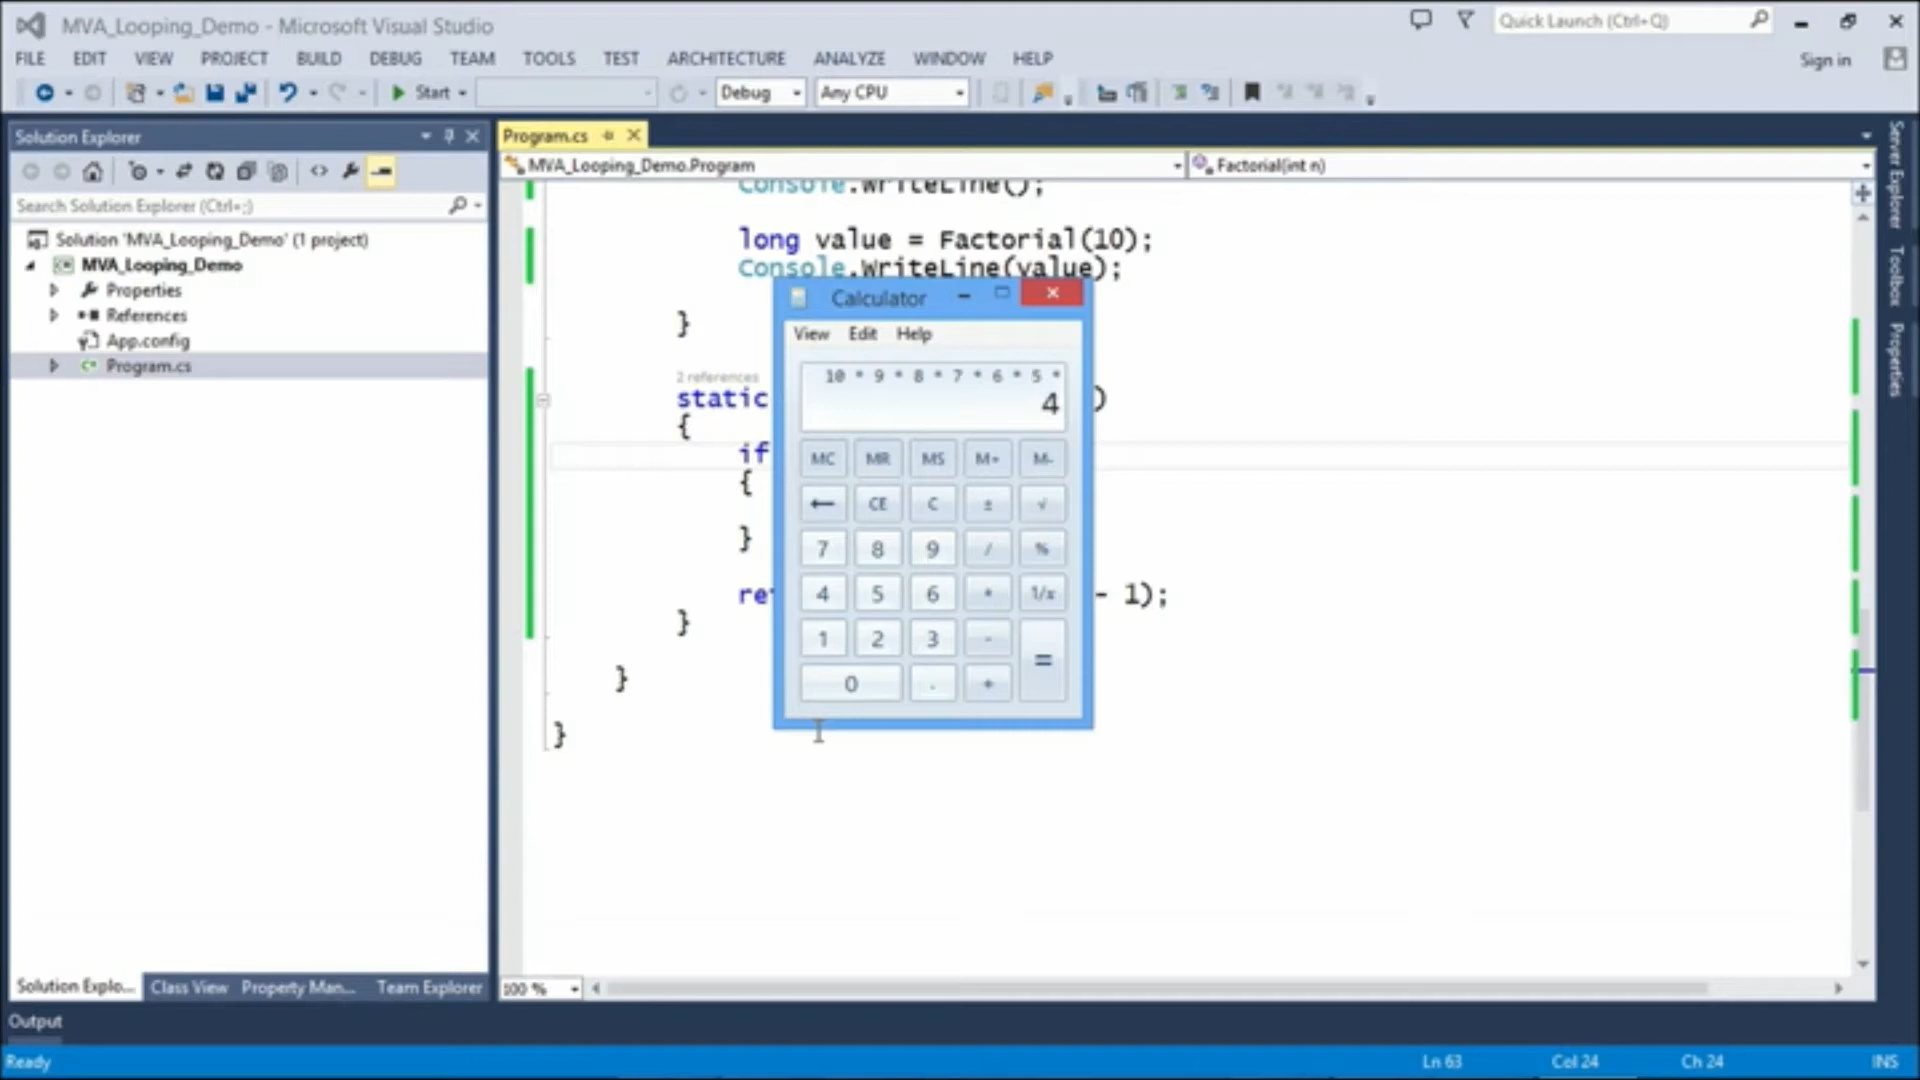 MVA_Looping_Demo - Microsoft Visual Studio
Quick Launch (Ctrl+Q)
FILE EDIT VIEW PROJECT BUILD DEBUG TEAM TOOLS TEST ARCHITECTURE ANALYZE WINDOW HELP
Sign in
Start
Debug
Any CPU
Solution Explorer
Search Solution Explorer (Ctrl+;)
Solution 'MVA_Looping_Demo' (1 project)
MVA_Looping_Demo
Properties
References
App.config
Program.cs
Solution Explo...
Class View
Property Man...
Team Explorer
Program.cs
MVA_Looping_Demo.Program
Factorial(int n)
Console.WriteLine();
long value = Factorial(10);
Console.WriteLine(value);
}
2 references
static )
{
if
{
}
re - 1);
}
}
}
Calculator
View Edit Help
10 * 9 * 8 * 7 * 6 * 5 *
4
MC MR MS M+ M-
← CE C ± √
7 8 9 / %
4 5 6 * 1/x
1 2 3 -
=
0 . +
100 %
Server Explorer
Toolbox
Properties
Output
Ready
Ln 63
Col 24
Ch 24
INS